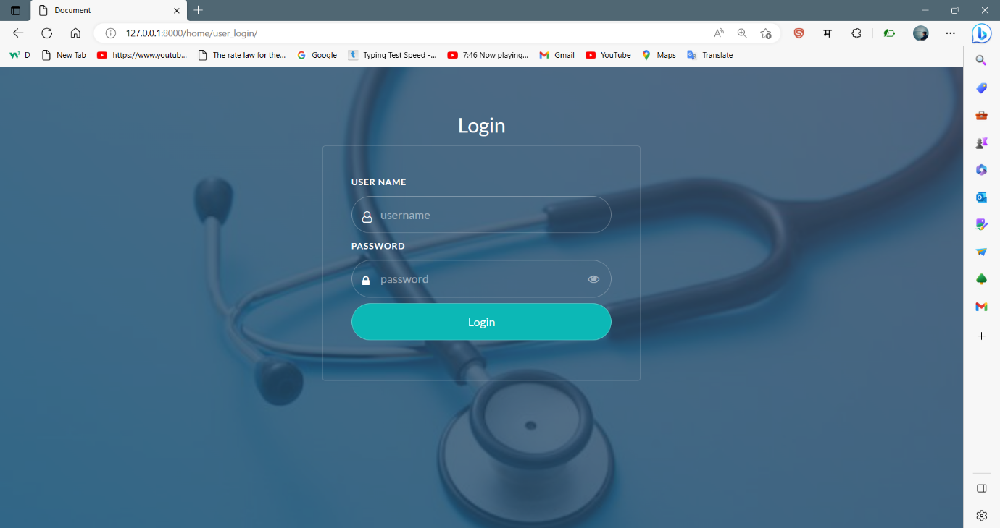 Document
127.0.0.1:8000/home/user_login/
A
म
D New Tab https://www.youtub... The rate law for the... Google t Typing Test Speed -... 7:46 Now playing... Gmail YouTube Maps Translate
Login
USER NAME
username
PASSWORD
password
Login